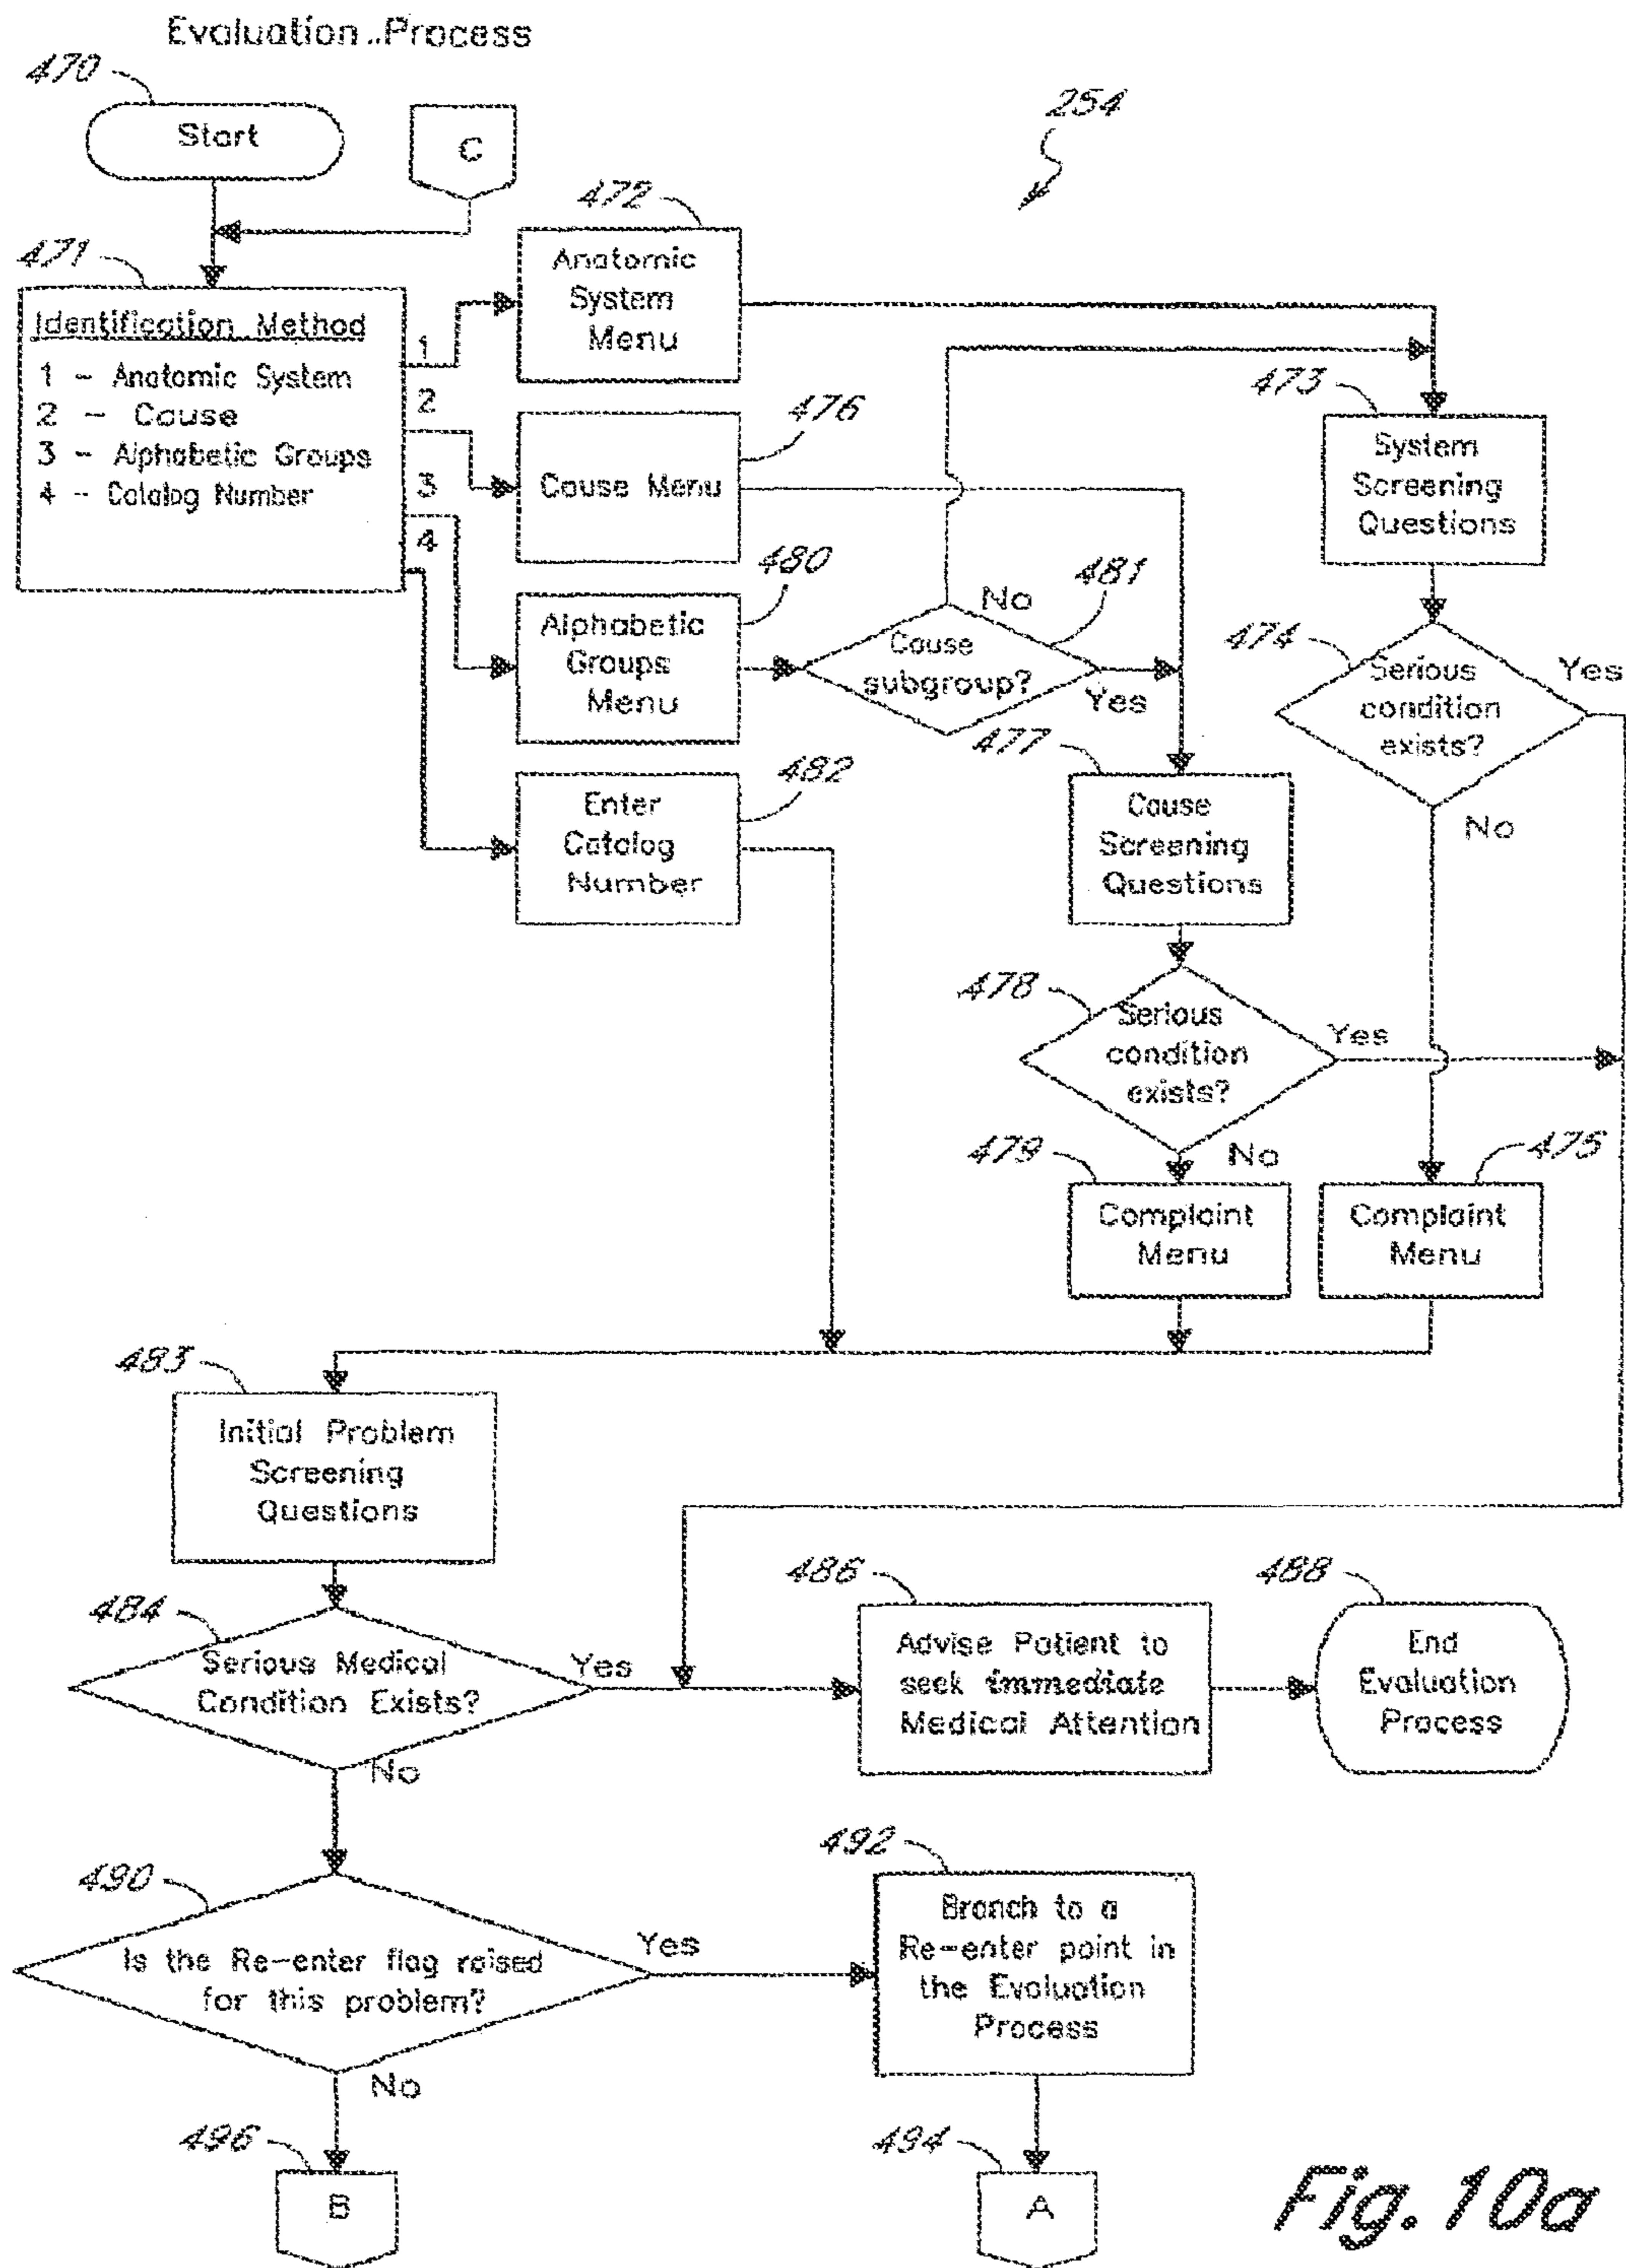 Evaluation Process
470
Start
C
254
471
Identification Method
1 - Anatomic System
2 - Cause
3 - Alphabetic Groups
4 - Catalog Number
1
2
3
4
472
Anatomic
System
Menu
476
Cause Menu
473
System
Screening
Questions
480
Alphabetic
Groups
Menu
481
Cause
subgroup?
No
Yes
474
Serious
condition
exists?
Yes
No
482
Enter
Catalog
Number
477
Cause
Screening
Questions
478
Serious
condition
exists?
Yes
No
479
Complaint
Menu
475
Complaint
Menu
483
Initial Problem
Screening
Questions
484
Serious Medical
Condition Exists?
Yes
No
486
Advise Patient to
seek immediate
Medical Attention
488
End
Evaluation
Process
490
Is the Re-enter flag raised
for this problem?
Yes
No
492
Branch to a
Re-enter point in
the Evaluation
Process
496
B
494
A
Fig. 10a